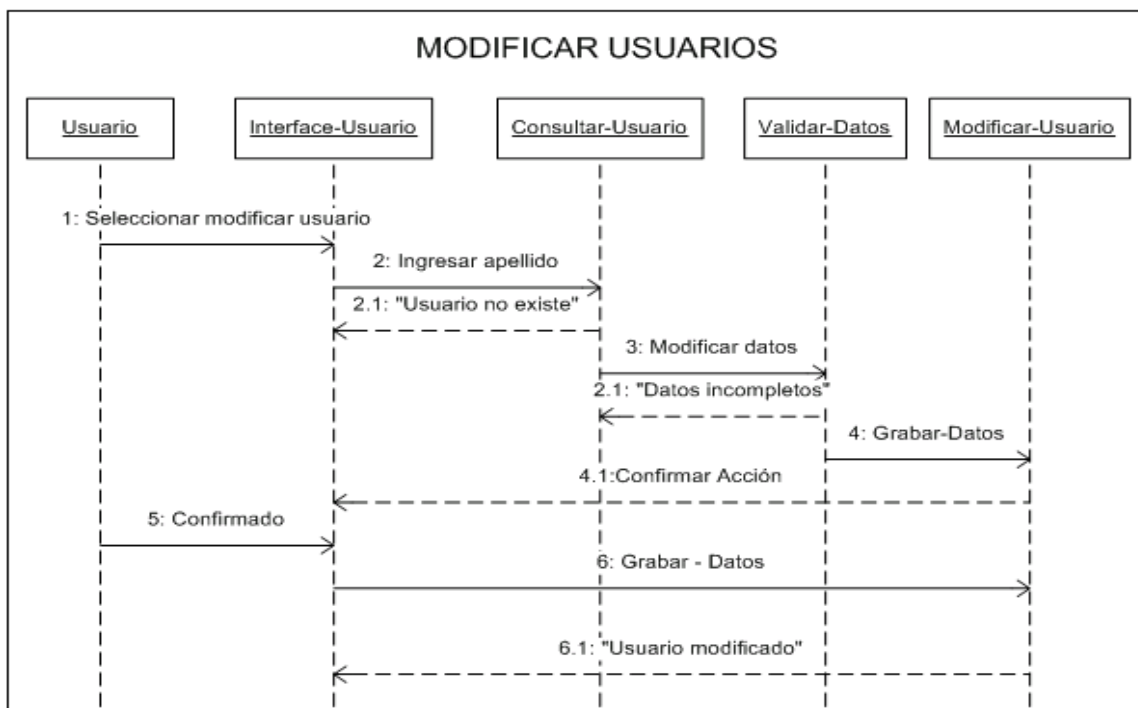 MODIFICAR USUARIOS
Usuario
Interface-Usuario
Consultar-Usuario
Validar-Datos
Modificar-Usuario
1: Seleccionar modificar usuario
2: Ingresar apellido
2.1: "Usuario no existe"
3: Modificar datos
2.1: "Datos incompletos"
4: Grabar-Datos
4.1:Confirmar Acción
5: Confirmado
6: Grabar - Datos
6.1: "Usuario modificado"